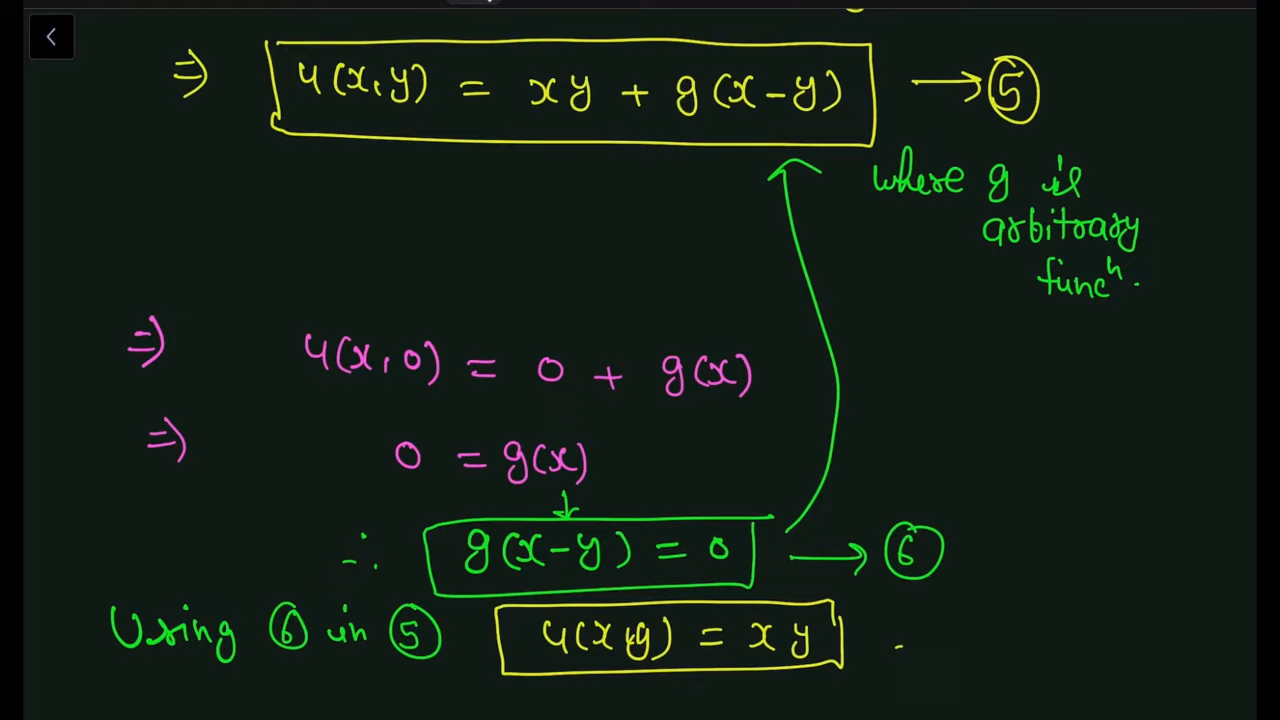 ⇒ u(x,y) = xy + g(x-y) → ⑤
where g is
arbitrary
funcⁿ.
⇒ u(x,0) = 0 + g(x)
⇒ 0 = g(x)
∴ g(x-y) = 0 → ⑥
Using ⑥ in ⑤ u(x,y) = xy .